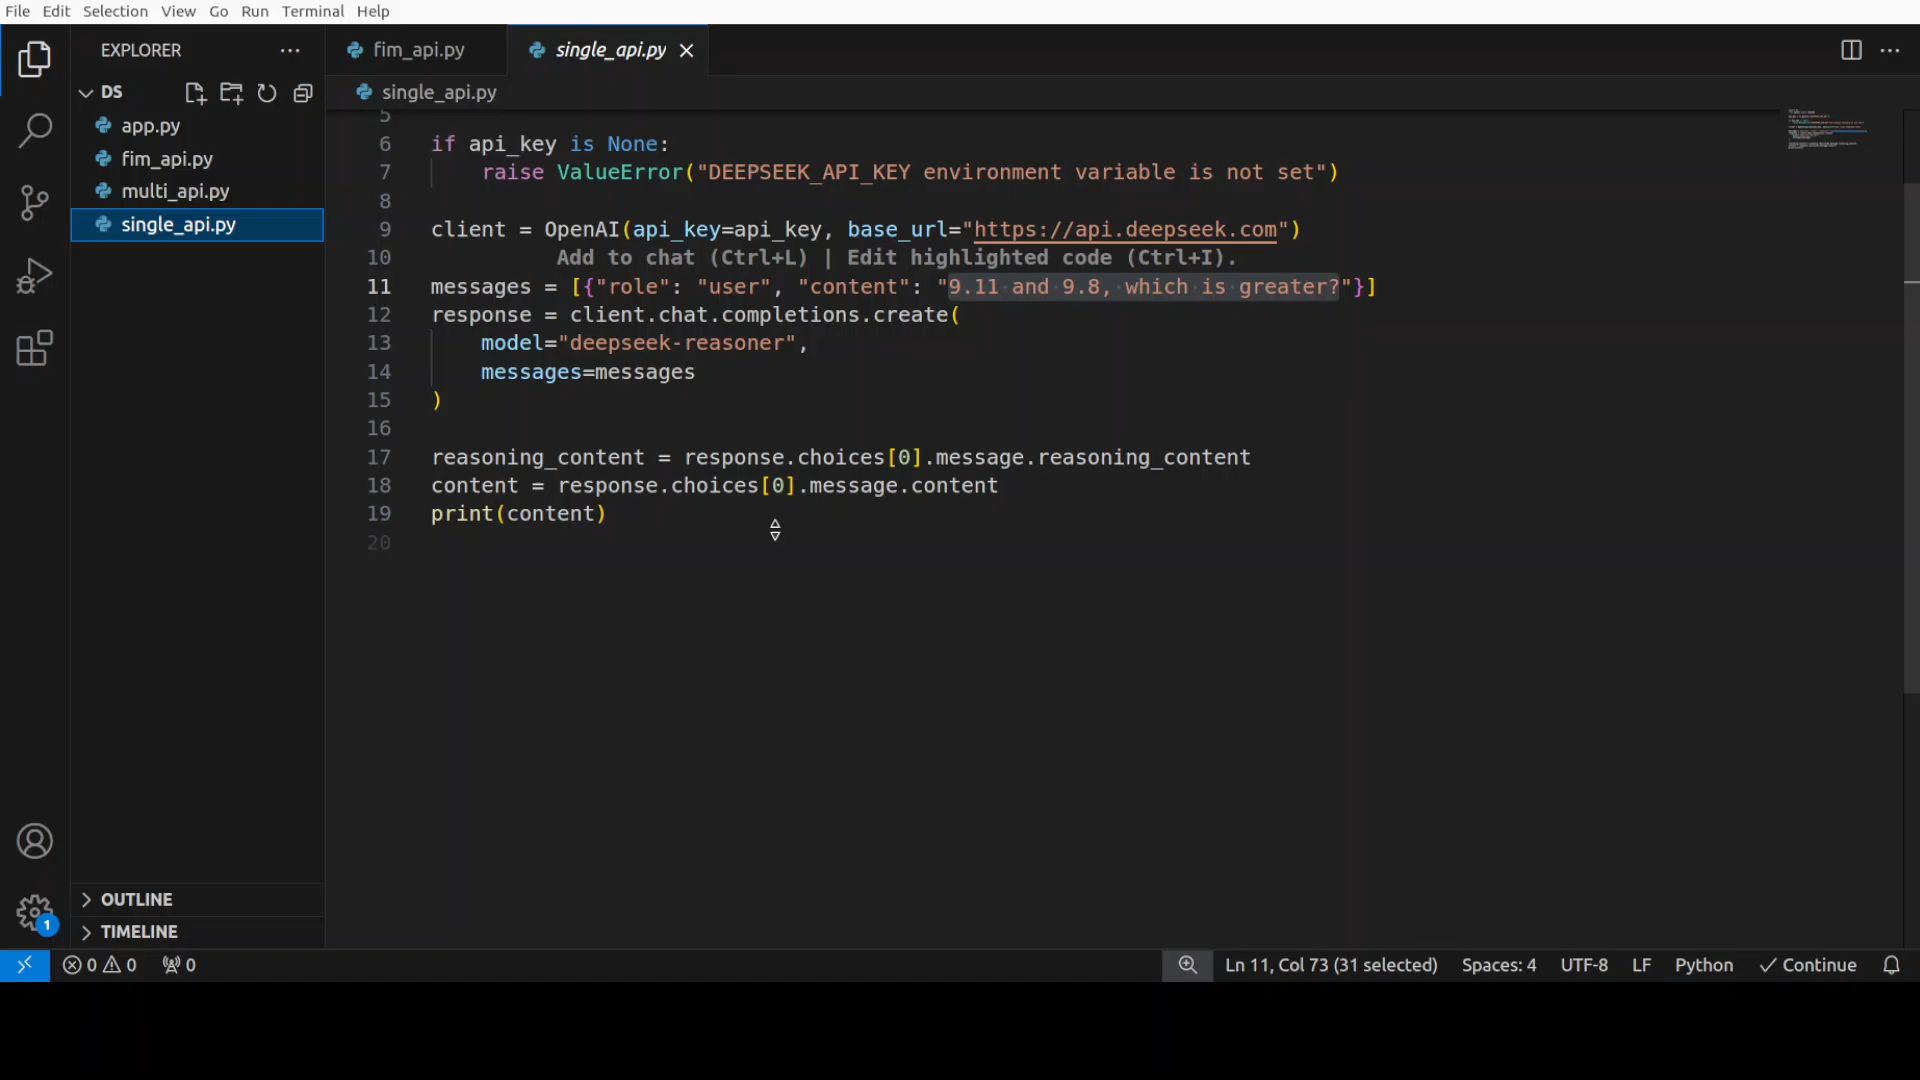 File Edit Selection View Go Run Terminal Help
EXPLORER
DS
app.py
fim_api.py
multi_api.py
single_api.py
OUTLINE
TIMELINE
fim_api.py
single_api.py
single_api.py
5
6 if api_key is None:
7 raise ValueError("DEEPSEEK_API_KEY environment variable is not set")
8
9 client = OpenAI(api_key=api_key, base_url="https://api.deepseek.com")
10 Add to chat (Ctrl+L) | Edit highlighted code (Ctrl+I).
11 messages = [{"role": "user", "content": "9.11 and 9.8, which is greater?"}]
12 response = client.chat.completions.create(
13 model="deepseek-reasoner",
14 messages=messages
15 )
16
17 reasoning_content = response.choices[0].message.reasoning_content
18 content = response.choices[0].message.content
19 print(content)
20
1
0 0 0
Ln 11, Col 73 (31 selected) Spaces: 4 UTF-8 LF Python Continue